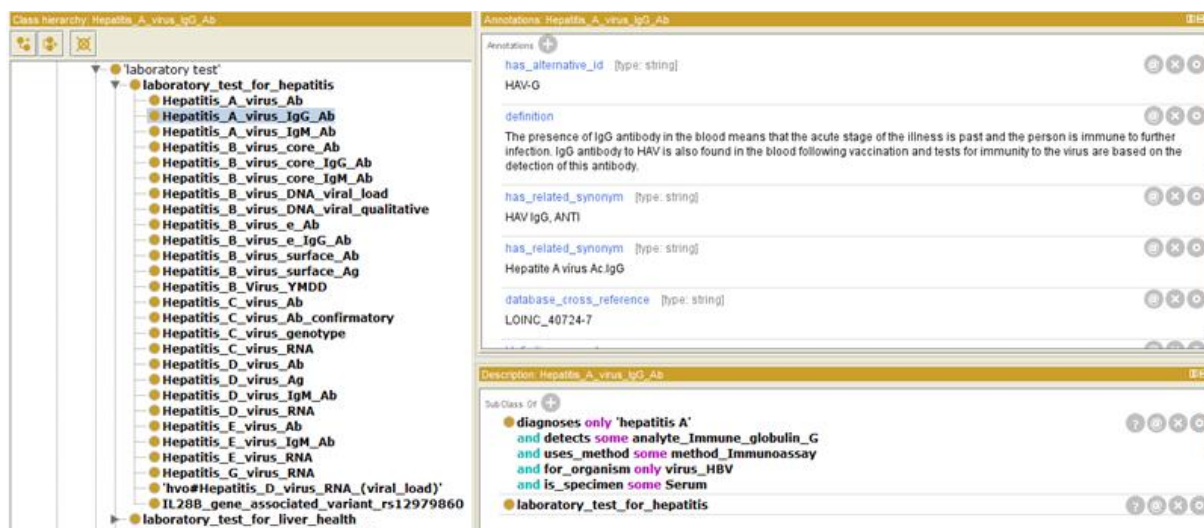 Class hierarchy: Hepatitis_A_virus_IgG_Ab
'laboratory test'
laboratory_test_for_hepatitis
Hepatitis_A_virus_Ab
Hepatitis_A_virus_IgG_Ab
Hepatitis_A_virus_IgM_Ab
Hepatitis_B_virus_core_Ab
Hepatitis_B_virus_core_IgG_Ab
Hepatitis_B_virus_core_IgM_Ab
Hepatitis_B_virus_DNA_viral_load
Hepatitis_B_virus_DNA_viral_qualitative
Hepatitis_B_virus_e_Ab
Hepatitis_B_virus_e_IgG_Ab
Hepatitis_B_virus_surface_Ab
Hepatitis_B_virus_surface_Ag
Hepatitis_B_Virus_YMDD
Hepatitis_C_virus_Ab
Hepatitis_C_virus_Ab_confirmatory
Hepatitis_C_virus_genotype
Hepatitis_C_virus_RNA
Hepatitis_D_virus_Ab
Hepatitis_D_virus_Ag
Hepatitis_D_virus_IgM_Ab
Hepatitis_D_virus_RNA
Hepatitis_E_virus_Ab
Hepatitis_E_virus_IgM_Ab
Hepatitis_E_virus_RNA
Hepatitis_G_virus_RNA
'hvo#Hepatitis_D_virus_RNA_(viral_load)'
IL28B_gene_associated_variant_rs12979860
laboratory_test_for_liver_health
Annotations: Hepatitis_A_virus_IgG_Ab
Annotations
has_alternative_id [type: string]
HAV-G
definition
The presence of IgG antibody in the blood means that the acute stage of the illness is past and the person is immune to further
infection. IgG antibody to HAV is also found in the blood following vaccination and tests for immunity to the virus are based on the
detection of this antibody.
has_related_synonym [type: string]
HAV IgG, ANTI
has_related_synonym [type: string]
Hepatite A virus Ac.IgG
database_cross_reference [type: string]
LOINC_40724-7
Description: Hepatitis_A_virus_IgG_Ab
SubClass Of
diagnoses only 'hepatitis A'
and detects some analyte_Immune_globulin_G
and uses_method some method_Immunoassay
and for_organism only virus_HBV
and is_specimen some Serum
laboratory_test_for_hepatitis